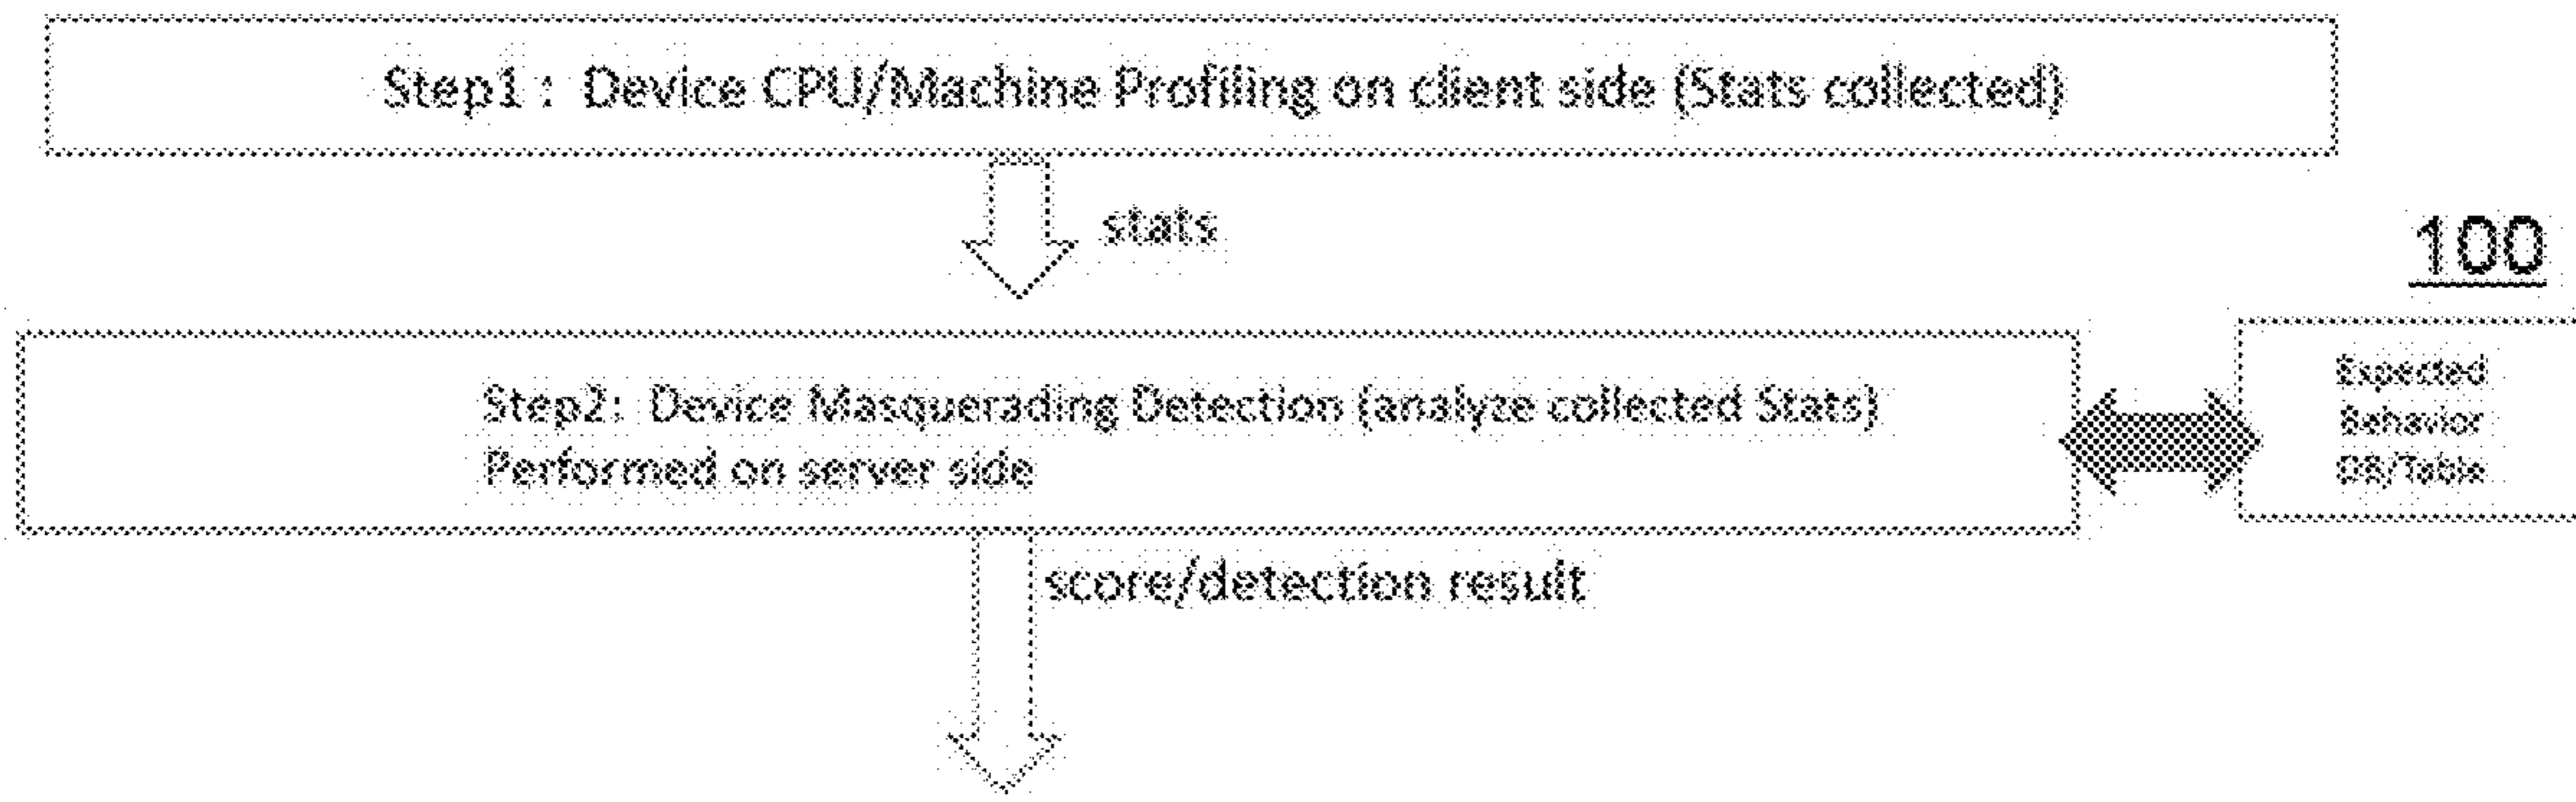 Step1 : Device CPU/Machine Profiling on client side (Stats collected)
stats
100
Step2: Device Masquerading Detection (analyze collected Stats)
Performed on server side
Expected
Behavior
DB/Table
score/detection result